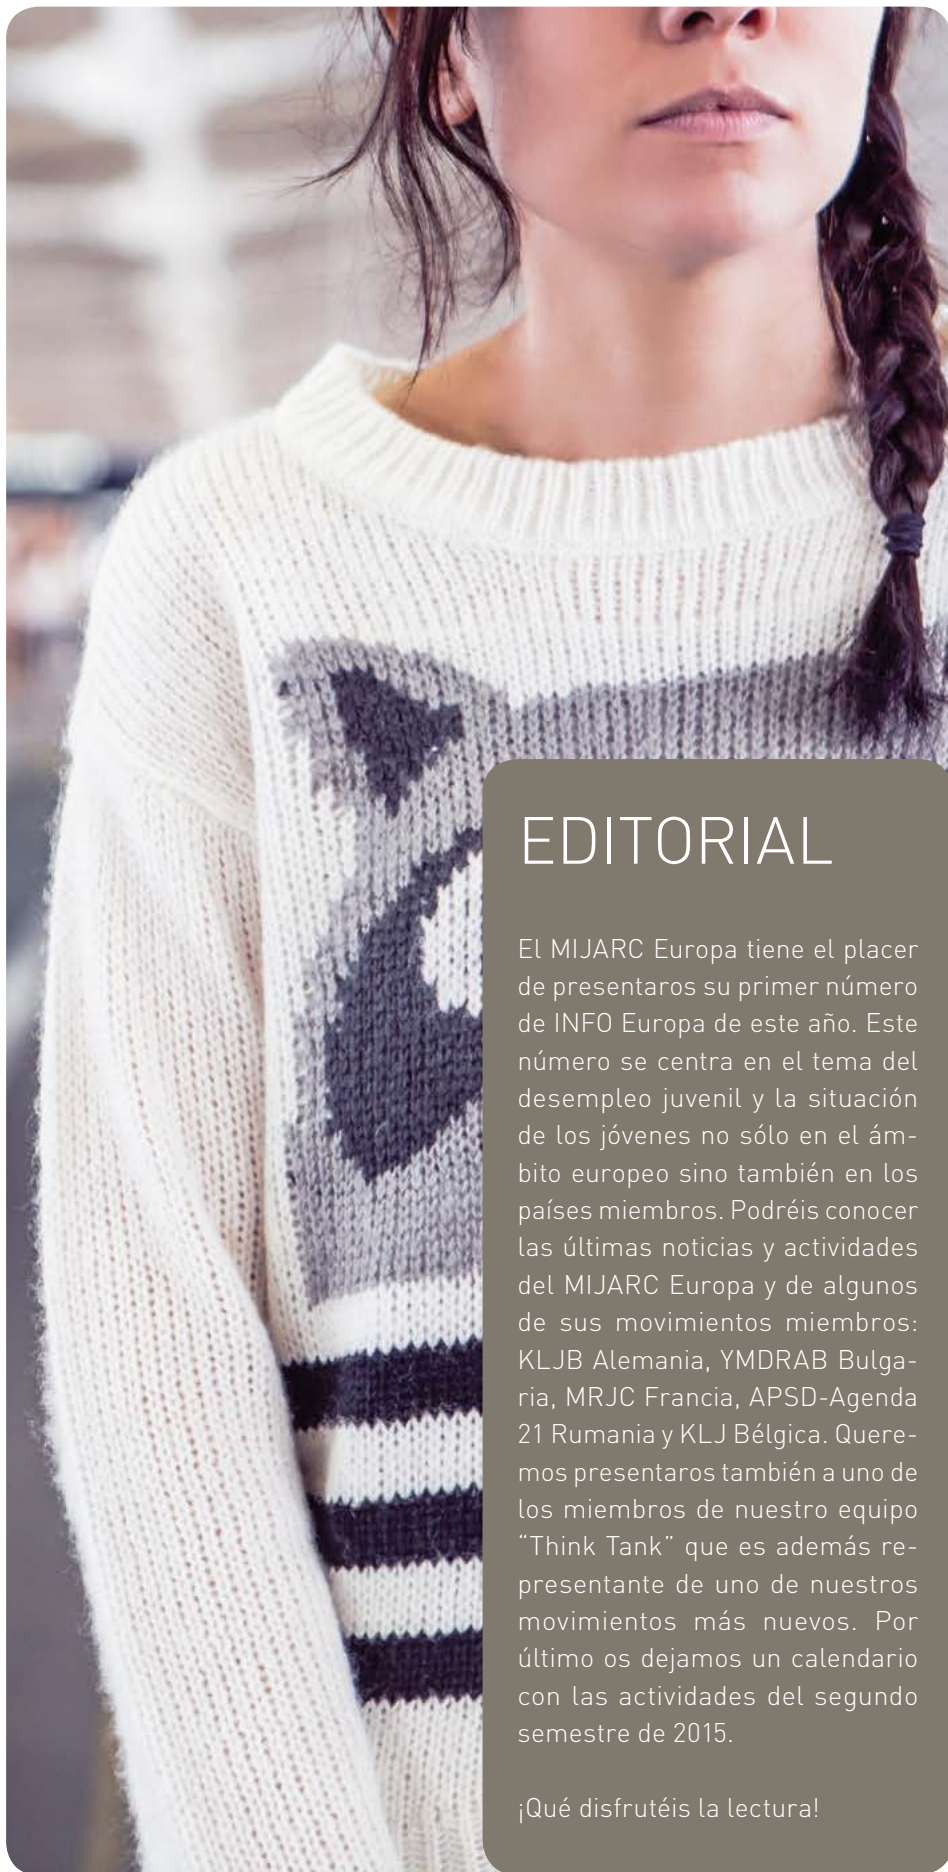 EDITORIAL
El MIJARC Europa tiene el placer
de presentaros su primer número
de INFO Europa de este año. Este
número se centra en el tema del
desempleo juvenil y la situación
de los jóvenes no sólo en el ám-
bito europeo sino también en los
países miembros. Podréis conocer
las últimas noticias y actividades
del MIJARC Europa y de algunos
de sus movimientos miembros:
KLJB Alemania, YMDRAB Bulga-
ria, MRJC Francia, APSD-Agenda
21 Rumania y KLJ Bélgica. Quere-
mos presentaros también a uno de
los miembros de nuestro equipo
“Think Tank” que es además re-
presentante de uno de nuestros
movimientos más nuevos. Por
último os dejamos un calendario
con las actividades del segundo
semestre de 2015.
¡Qué disfrutéis la lectura!